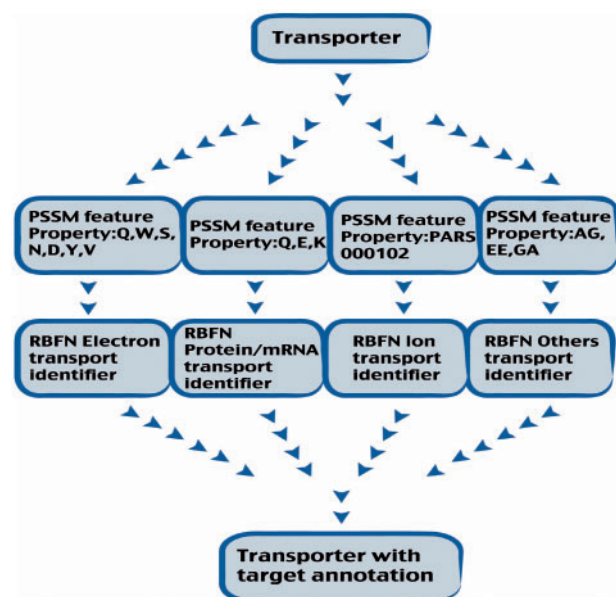 Transporter
PSSM feature
Property:Q,W,S,
N,D,Y,V
PSSM feature
Property:Q,E,K
PSSM feature
Property:PARS
000102
PSSM feature
Property:AG,
EE,GA
RBFN Electron
transport
identifier
RBFN
Protein/mRNA
transport
identifier
RBFN Ion
transport
identifier
RBFN Others
transport
identifier
Transporter with
target annotation